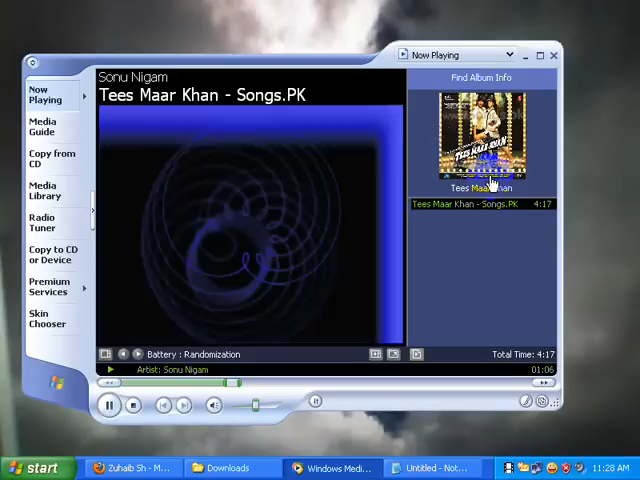 Now Playing
Sonu Nigam
Tees Maar Khan - Songs.PK
Find Album Info
TEES MAAR KHAN
Tees Maar Khan
Tees Maar Khan - Songs.PK 4:17
Now
Playing
Media
Guide
Copy from
CD
Media
Library
Radio
Tuner
Copy to CD
or Device
Premium
Services
Skin
Chooser
Battery : Randomization
Total Time: 4:17
Artist: Sonu Nigam
01:06
start
Zuhaib Sh - M...
Downloads
Windows Medi...
Untitled - Not...
11:28 AM